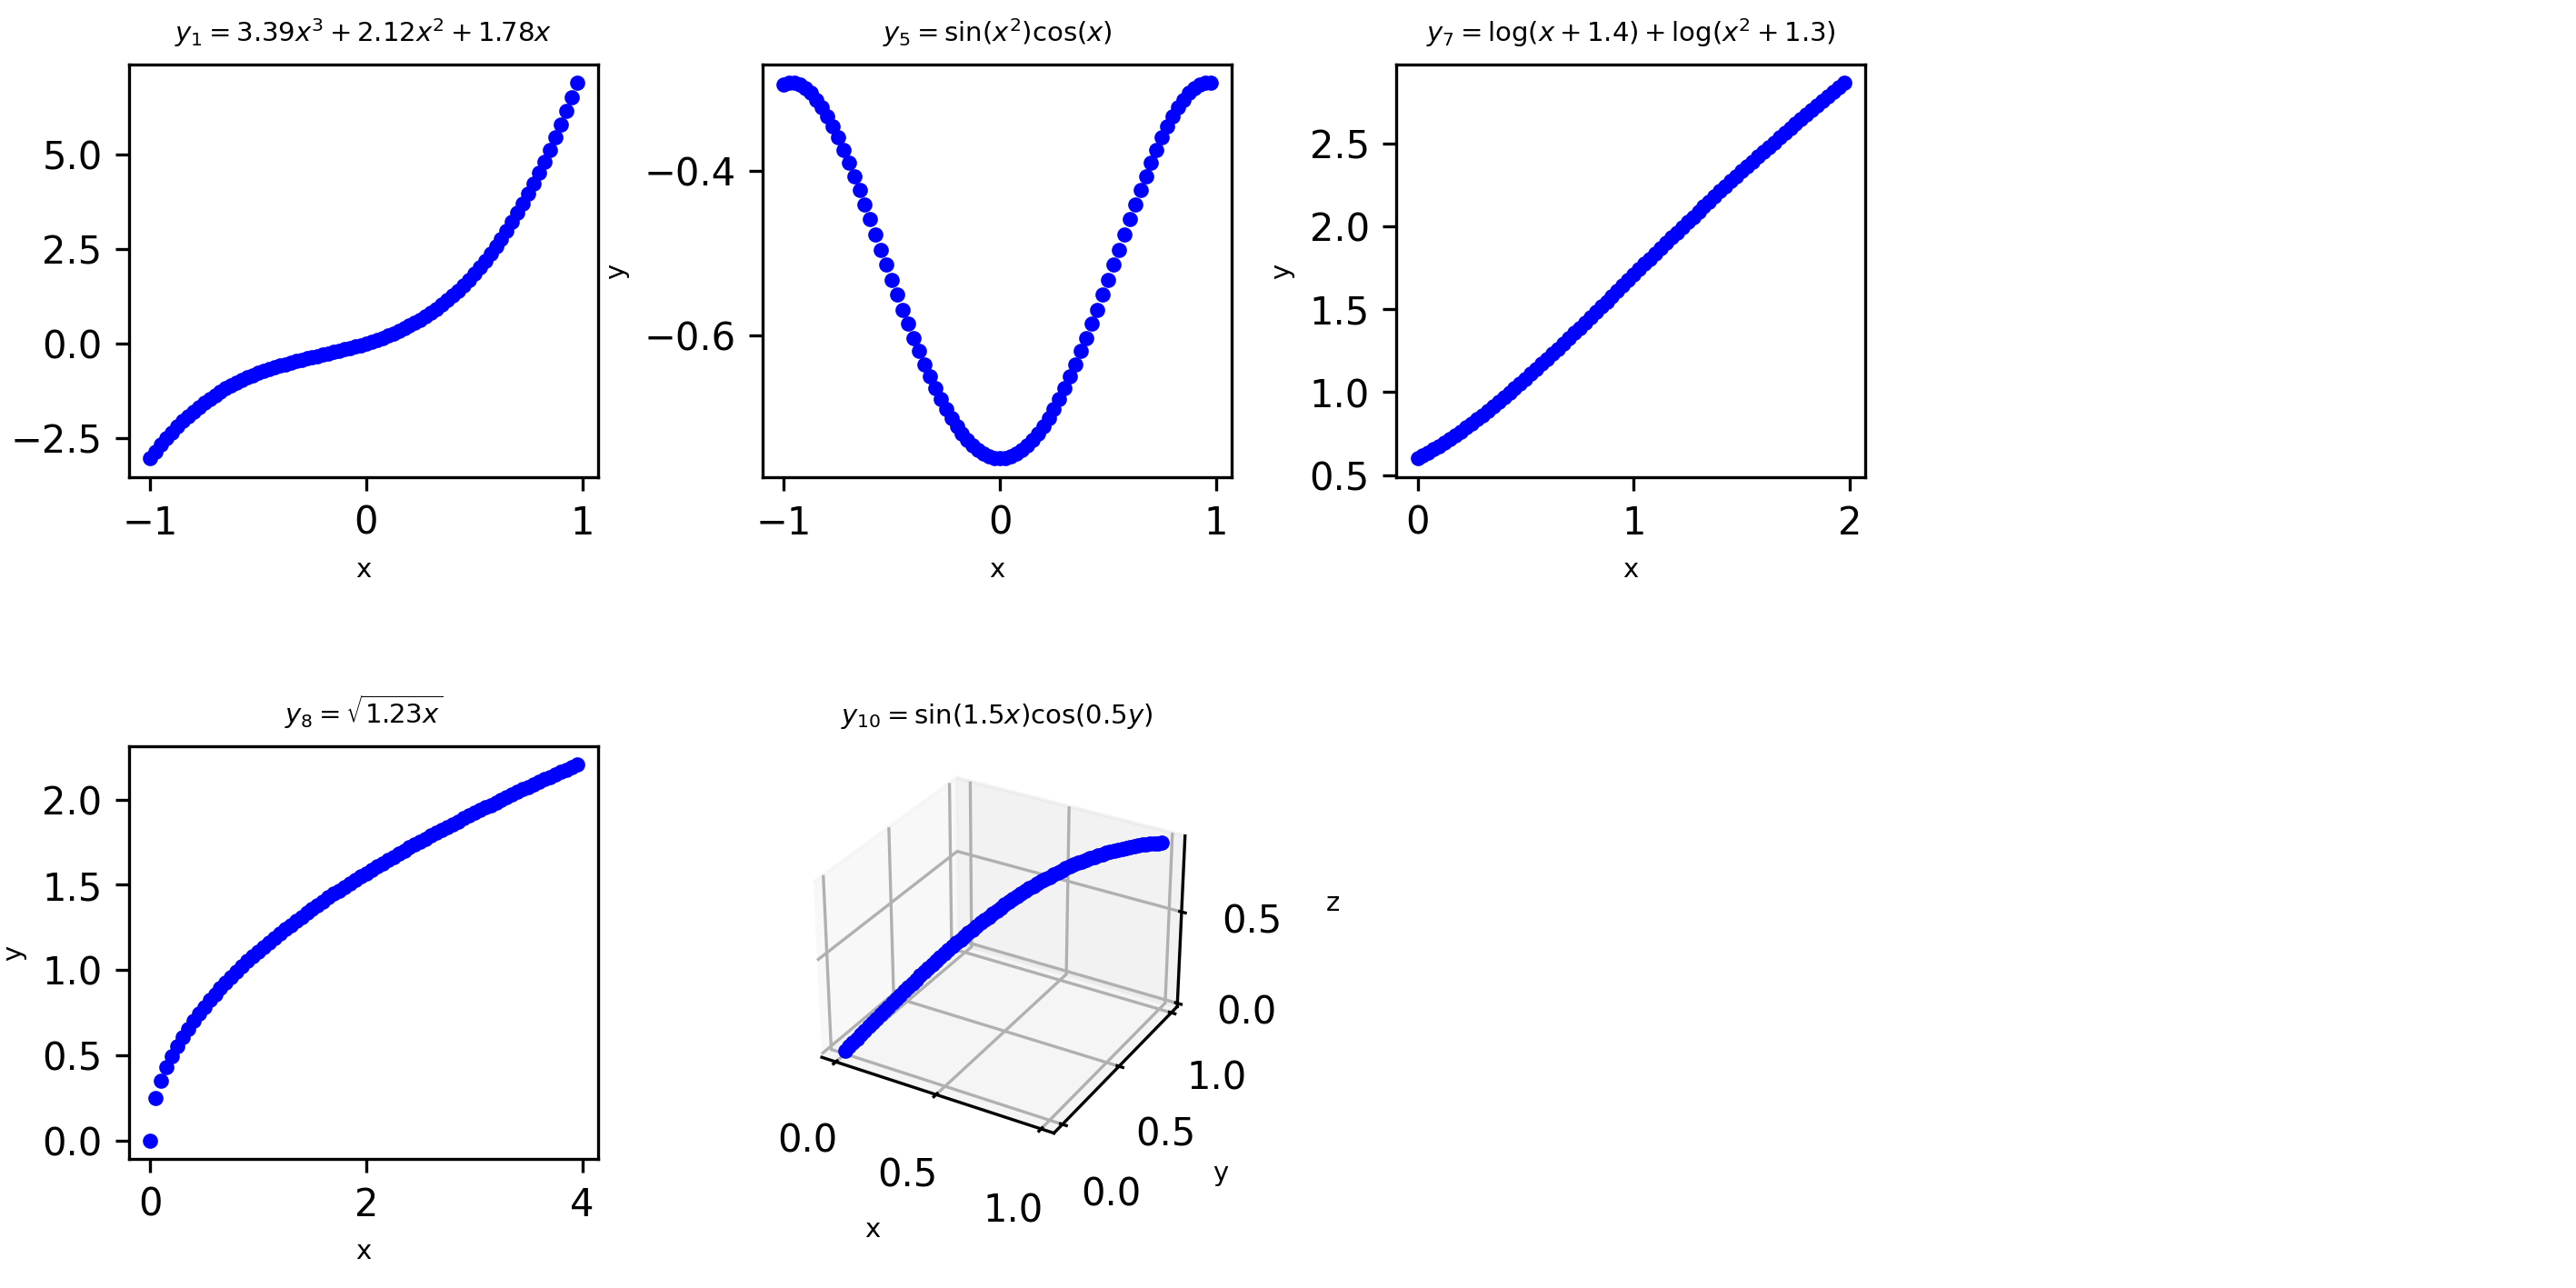 y₁ = 3.39x³ + 2.12x² + 1.78x
5.0
2.5
0.0
−2.5
−1 0 1
x
y₅ = sin(x²)cos(x)
y
−0.4
−0.6
−1 0 1
x
y₇ = log(x + 1.4) + log(x² + 1.3)
y
2.5
2.0
1.5
1.0
0.5
0 1 2
x
y₈ = √1.23x
y
2.0
1.5
1.0
0.5
0.0
0 2 4
x
y₁₀ = sin(1.5x)cos(0.5y)
z
0.5
0.0
1.0
0.5
0.0
y
0.0
0.5
1.0
x